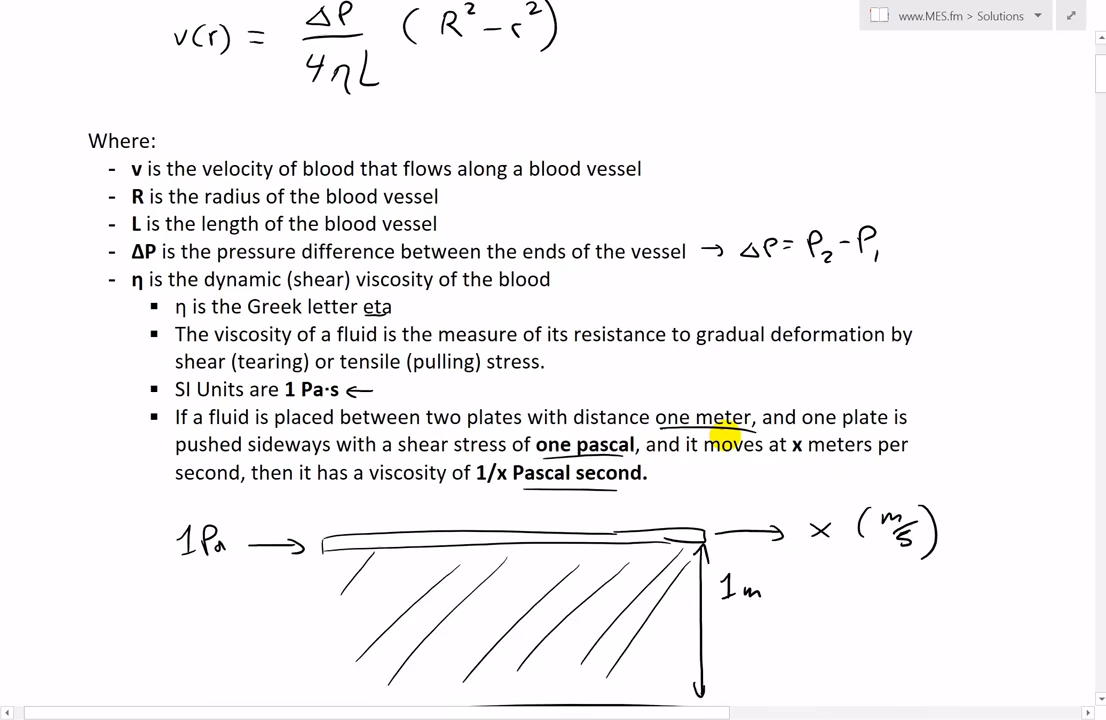 www.MES.fm > Solutions
v(r) = ΔP / 4ηL (R² - r²)
Where:
- v is the velocity of blood that flows along a blood vessel
- R is the radius of the blood vessel
- L is the length of the blood vessel
- ΔP is the pressure difference between the ends of the vessel → ΔP = P₂ - P₁
- η is the dynamic (shear) viscosity of the blood
▪ η is the Greek letter eta
▪ The viscosity of a fluid is the measure of its resistance to gradual deformation by
shear (tearing) or tensile (pulling) stress.
▪ SI Units are 1 Pa·s ←
▪ If a fluid is placed between two plates with distance one meter, and one plate is
pushed sideways with a shear stress of one pascal, and it moves at x meters per
second, then it has a viscosity of 1/x Pascal second.
1Pa → → x (m/s)
1m